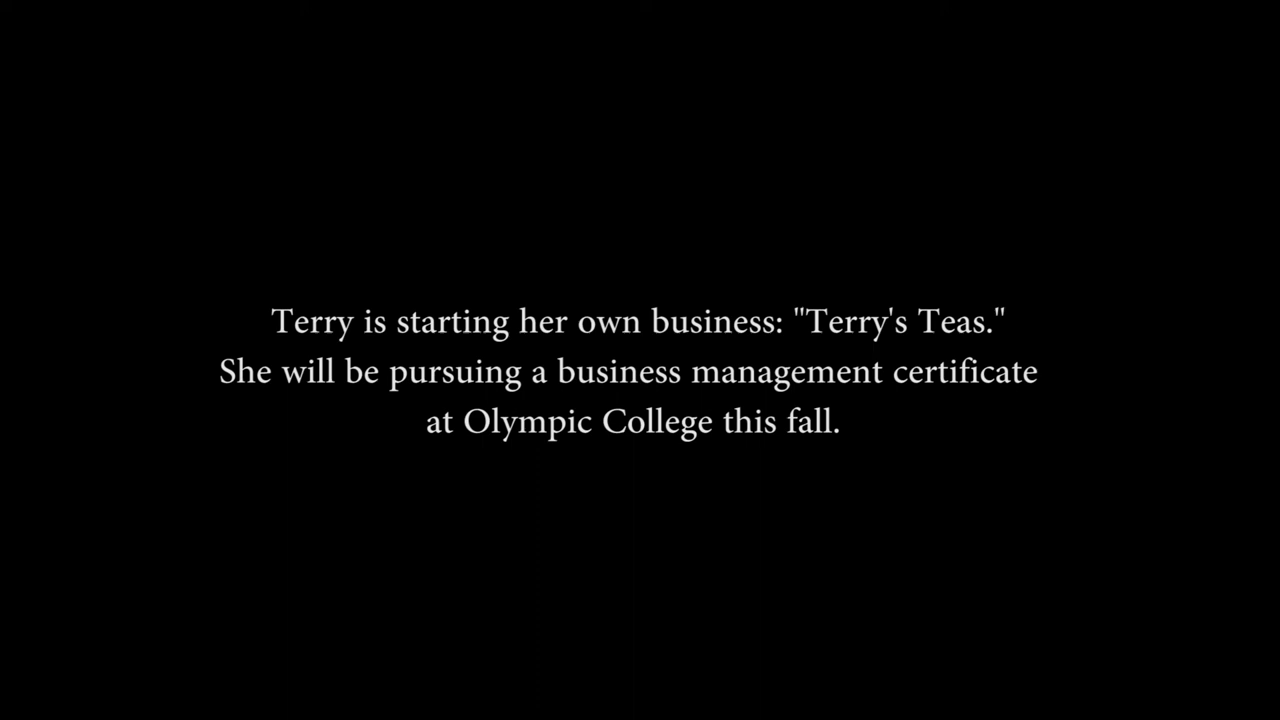 Terry is starting her own business: "Terry's Teas."
She will be pursuing a business management certificate
at Olympic College this fall.